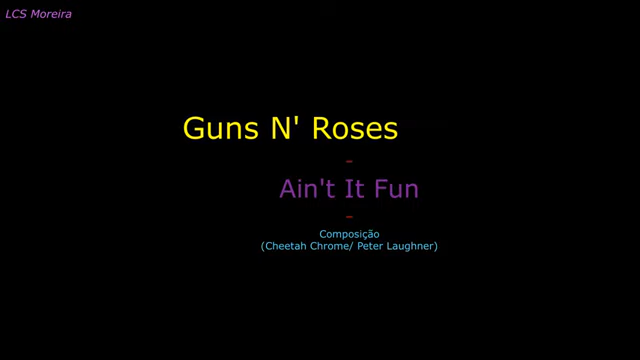 LCS Moreira
Guns N' Roses
-
Ain't It Fun
-
Composição
(Cheetah Chrome/ Peter Laughner)